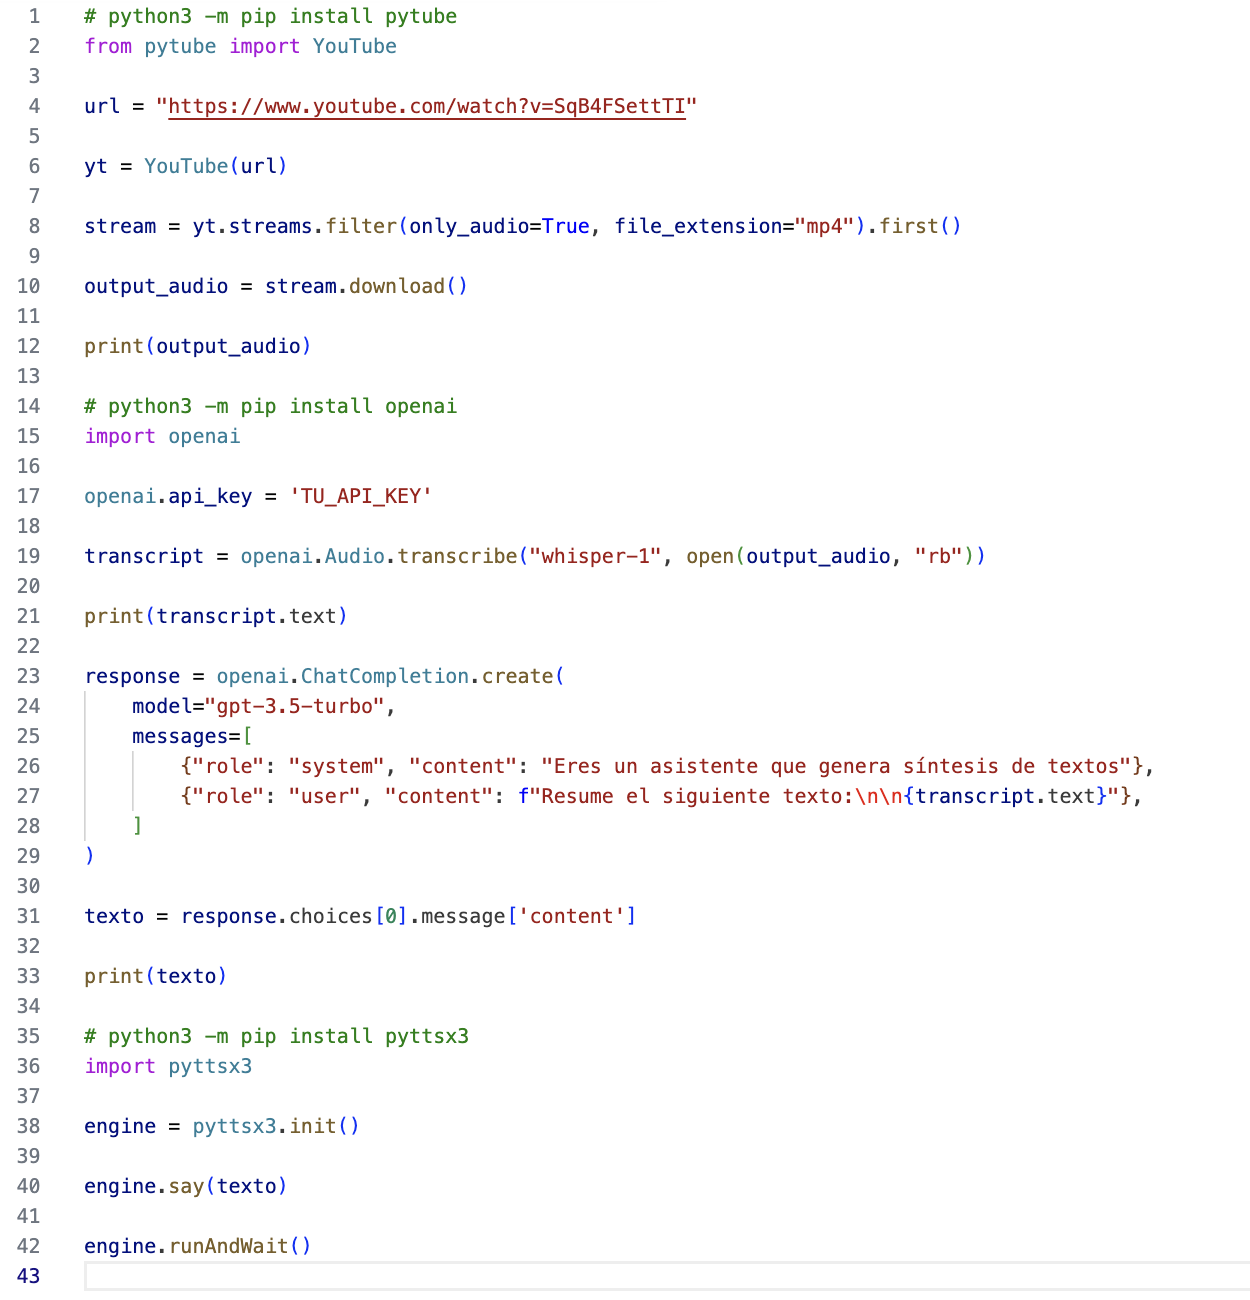 1 # python3 -m pip install pytube
2 from pytube import YouTube
3
4 url = "https://www.youtube.com/watch?v=SqB4FSettTI"
5
6 yt = YouTube(url)
7
8 stream = yt.streams.filter(only_audio=True, file_extension="mp4").first()
9
10 output_audio = stream.download()
11
12 print(output_audio)
13
14 # python3 -m pip install openai
15 import openai
16
17 openai.api_key = 'TU_API_KEY'
18
19 transcript = openai.Audio.transcribe("whisper-1", open(output_audio, "rb"))
20
21 print(transcript.text)
22
23 response = openai.ChatCompletion.create(
24     model="gpt-3.5-turbo",
25     messages=[
26         {"role": "system", "content": "Eres un asistente que genera síntesis de textos"},
27         {"role": "user", "content": f"Resume el siguiente texto:\n\n{transcript.text}"},
28     ]
29 )
30
31 texto = response.choices[0].message['content']
32
33 print(texto)
34
35 # python3 -m pip install pyttsx3
36 import pyttsx3
37
38 engine = pyttsx3.init()
39
40 engine.say(texto)
41
42 engine.runAndWait()
43